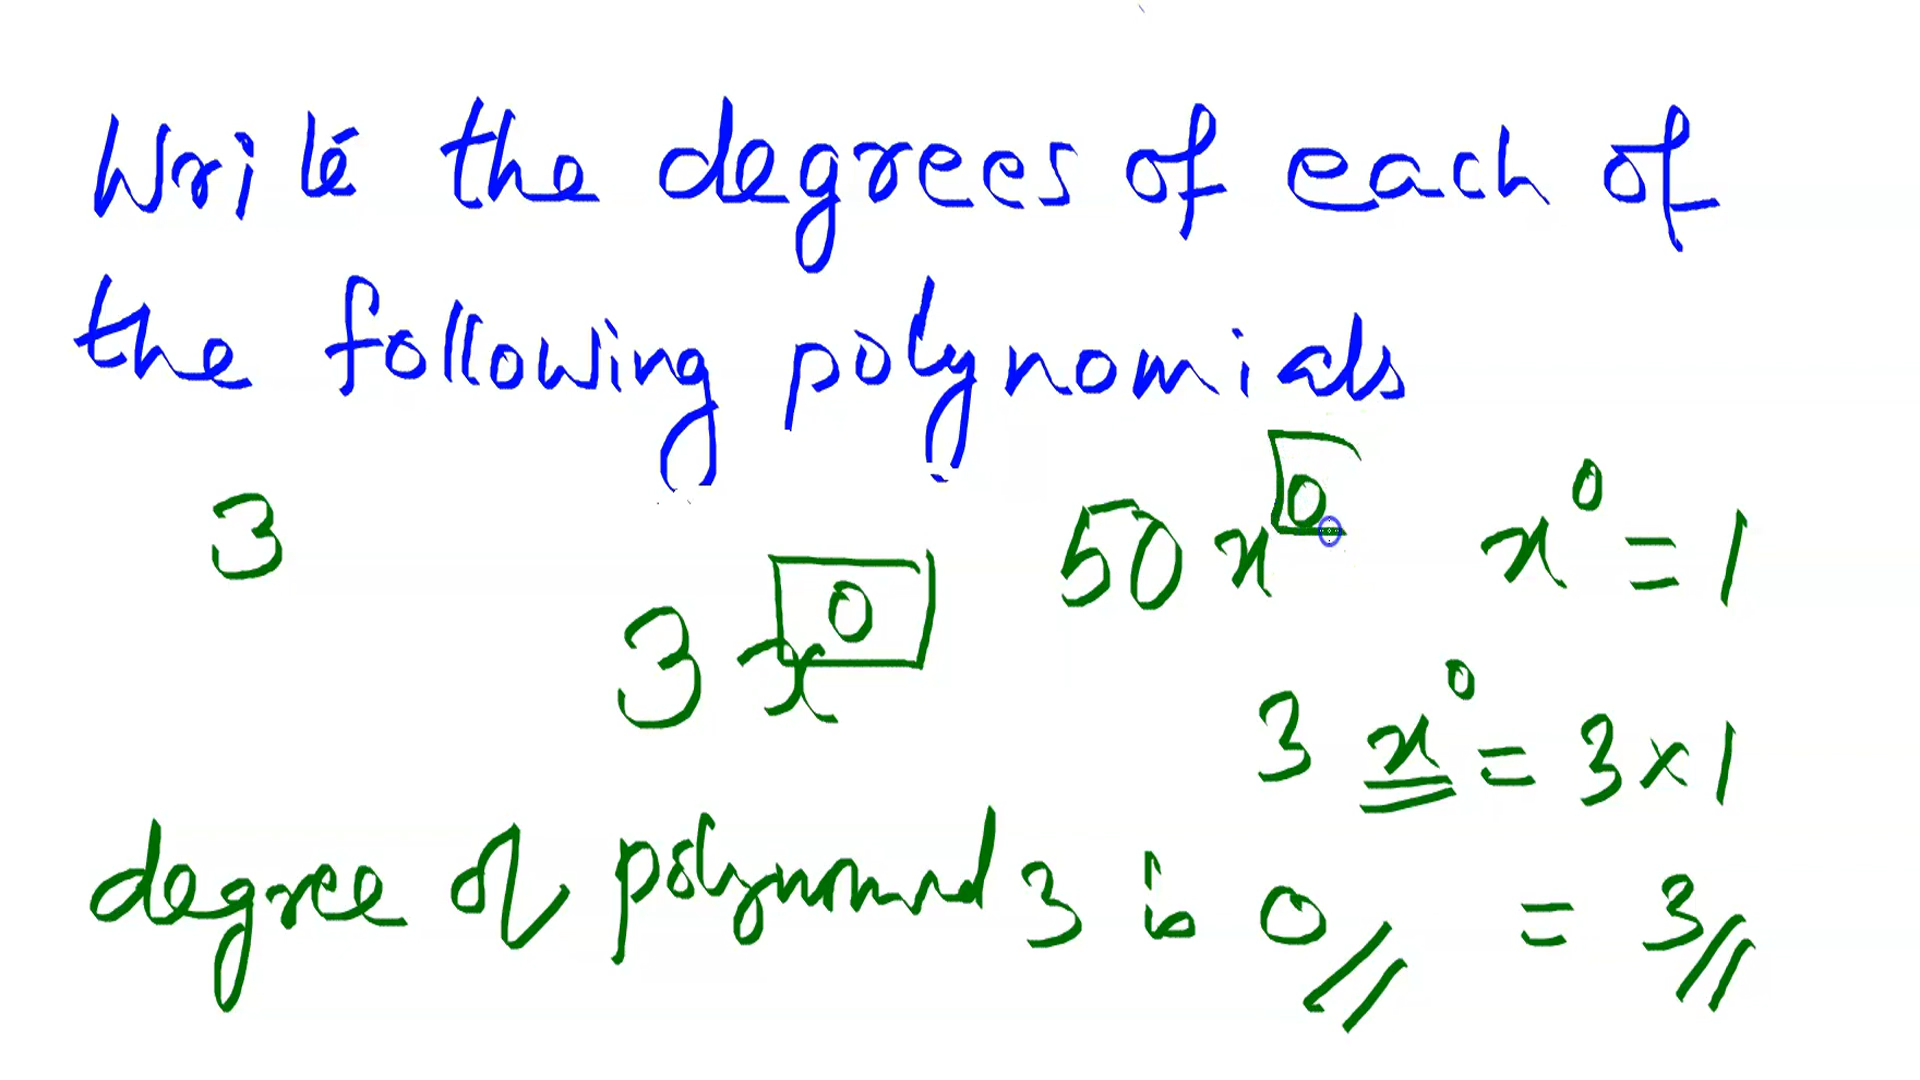 Write the degrees of each of
the following polynomials
3
50x⁰ x⁰ = 1
3x⁰
3x⁰ = 3×1
degree of polynomial 3 is 0// = 3//